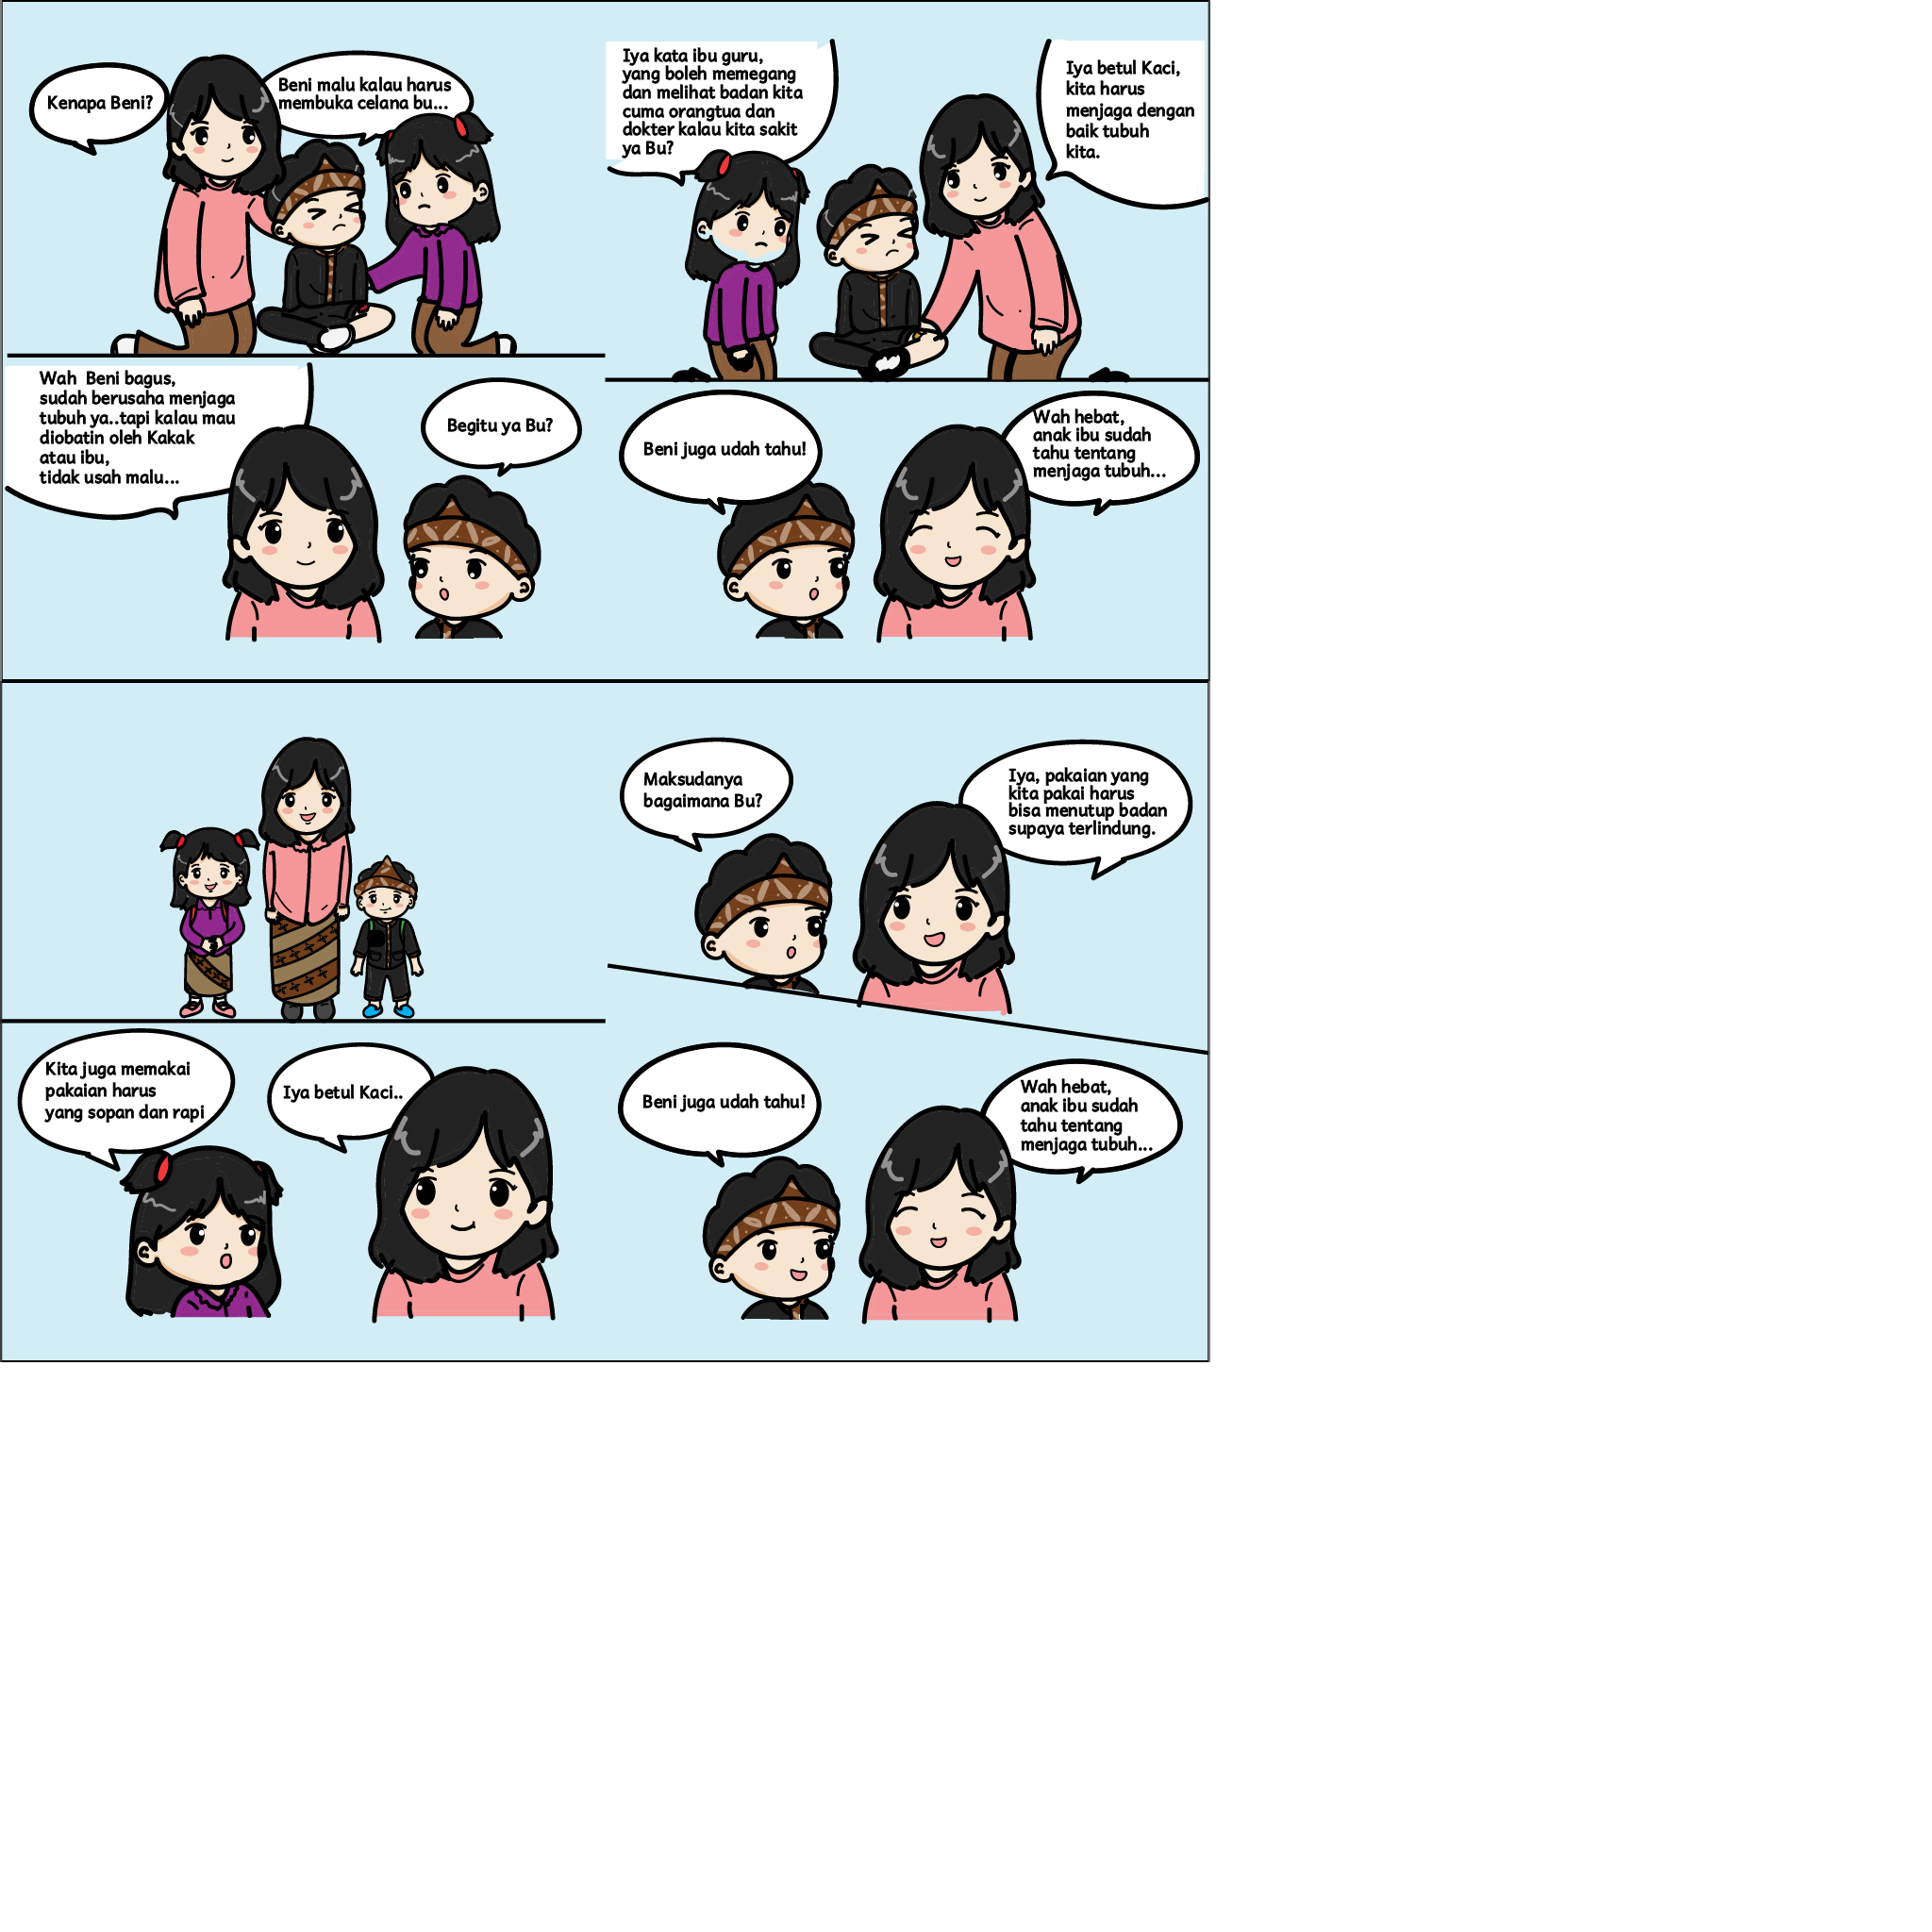 Kenapa Beni?
Beni malu kalau harus
membuka celana bu...
Iya kata ibu guru,
yang boleh memegang
dan melihat badan kita
cuma orangtua dan
dokter kalau kita sakit
ya Bu?
Iya betul Kaci,
kita harus
menjaga dengan
baik tubuh
kita.
Wah  Beni bagus,
sudah berusaha menjaga
tubuh ya..tapi kalau mau
diobatin oleh Kakak
atau ibu,
tidak usah malu...
Begitu ya Bu?
Beni juga udah tahu!
Wah hebat,
anak ibu sudah
tahu tentang
menjaga tubuh...
Maksudanya
bagaimana Bu?
Iya, pakaian yang
kita pakai harus
bisa menutup badan
supaya terlindung.
Kita juga memakai
pakaian harus
yang sopan dan rapi
Iya betul Kaci..
Beni juga udah tahu!
Wah hebat,
anak ibu sudah
tahu tentang
menjaga tubuh...